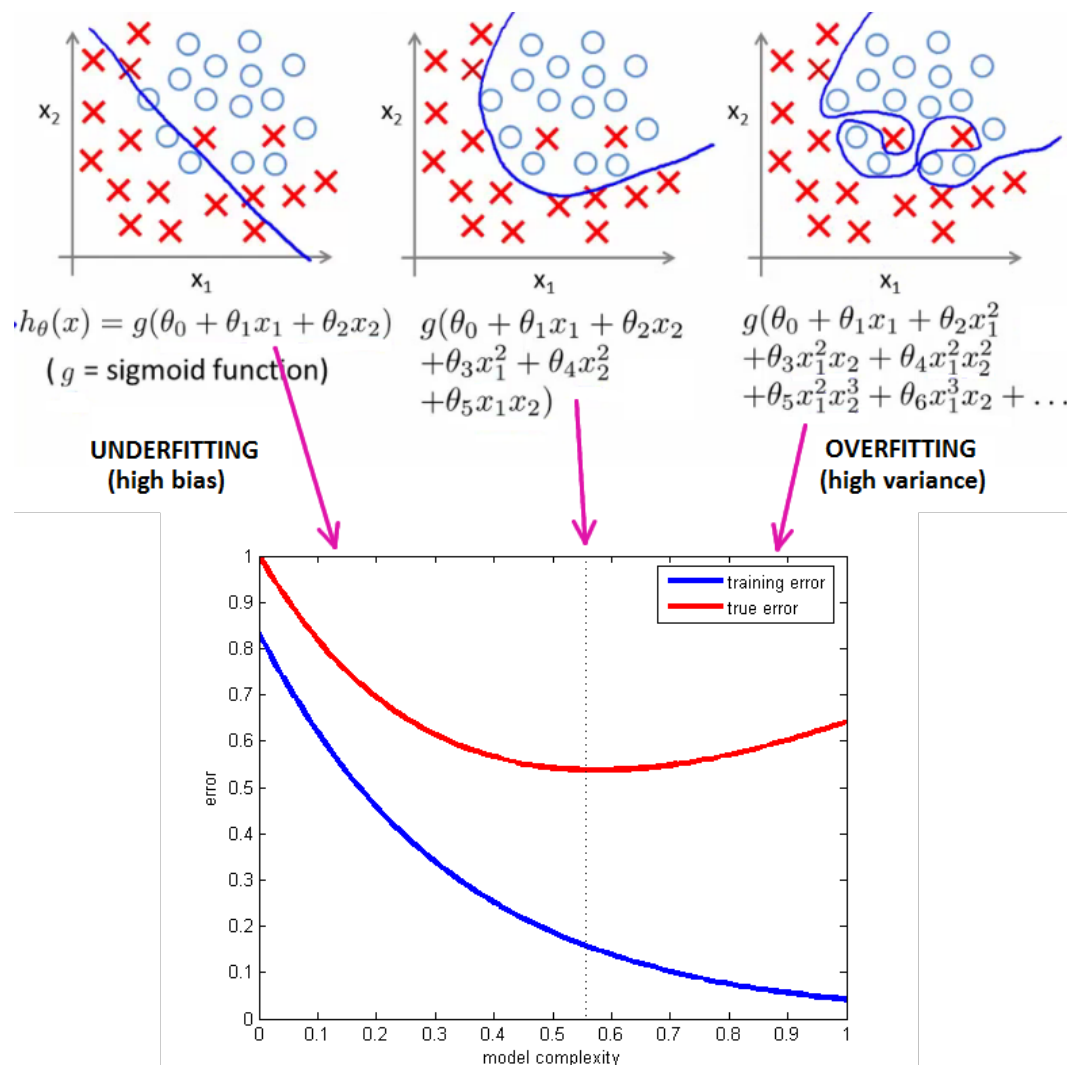 x₂
x₁
x₂
x₁
x₂
x₁
h_θ(x) = g(θ₀ + θ₁x₁ + θ₂x₂)
( g = sigmoid function)
g(θ₀ + θ₁x₁ + θ₂x₂
+θ₃x₁² + θ₄x₂²
+θ₅x₁x₂)
g(θ₀ + θ₁x₁ + θ₂x₁²
+θ₃x₁²x₂ + θ₄x₁²x₂²
+θ₅x₁²x₂³ + θ₆x₁³x₂ + …
UNDERFITTING
(high bias)
OVERFITTING
(high variance)
training error
true error
1
0.9
0.8
0.7
0.6
0.5
0.4
0.3
0.2
0.1
0
error
0 0.1 0.2 0.3 0.4 0.5 0.6 0.7 0.8 0.9 1
model complexity